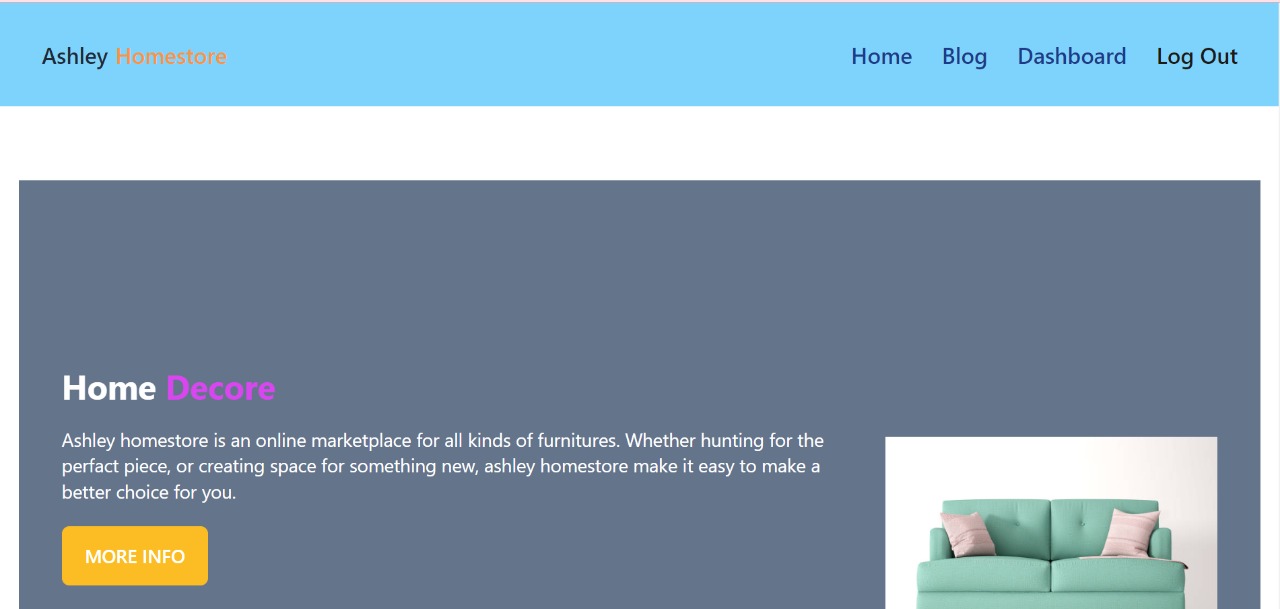 Ashley Homestore
Home Blog Dashboard Log Out
Home Decore
Ashley homestore is an online marketplace for all kinds of furnitures. Whether hunting for the
perfect piece, or creating space for something new, ashley homestore make it easy to make a
better choice for you.
MORE INFO